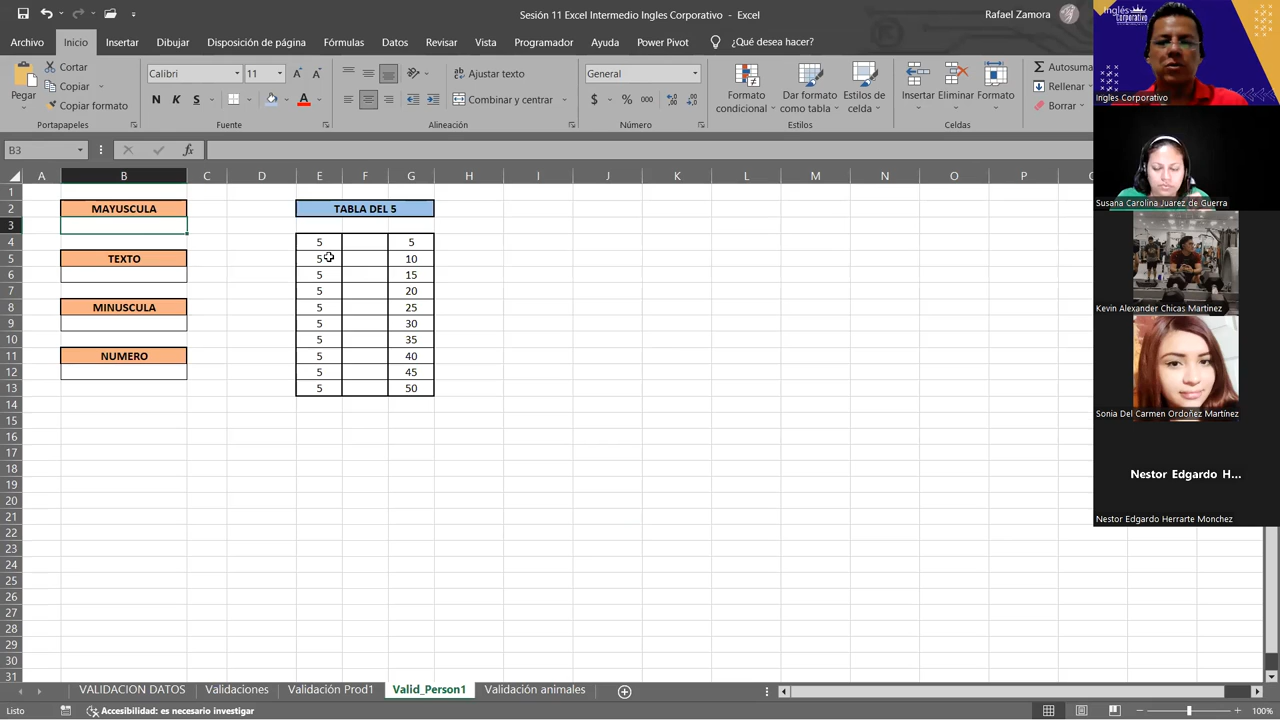 Sesión 11 Excel Intermedio Ingles Corporativo - Excel
Rafael Zamora
Archivo Inicio Insertar Dibujar Disposición de página Fórmulas Datos Revisar Vista Programador Ayuda Power Pivot ¿Qué desea hacer?
Pegar
Cortar
Copiar
Copiar formato
Portapapeles
Calibri 11
N K S
Fuente
Ajustar texto
Combinar y centrar
Alineación
General
$ % 000
Número
Formato condicional
Dar formato como tabla
Estilos de celda
Estilos
Insertar Eliminar Formato
Celdas
Autosuma
Rellenar
Borrar
B3
fx
A B C D E F G H I J K L M N O P
1
2 MAYUSCULA TABLA DEL 5
3
4 5 5
5 TEXTO 5 10
6 5 15
7 5 20
8 MINUSCULA 5 25
9 5 30
10 5 35
11 NUMERO 5 40
12 5 45
13 5 50
14
15
16
17
18
19
20
21
22
23
24
25
26
27
28
29
30
31
VALIDACION DATOS Validaciones Validación Prod1 Valid_Person1 Validación animales
Listo
Accesibilidad: es necesario investigar
100%
Inglés
Corporativo
Ingles Corporativo
Susana Carolina Juarez de Guerra
Kevin Alexander Chicas Martinez
Sonia Del Carmen Ordoñez Martínez
Nestor Edgardo H...
Nestor Edgardo Herrarte Monchez